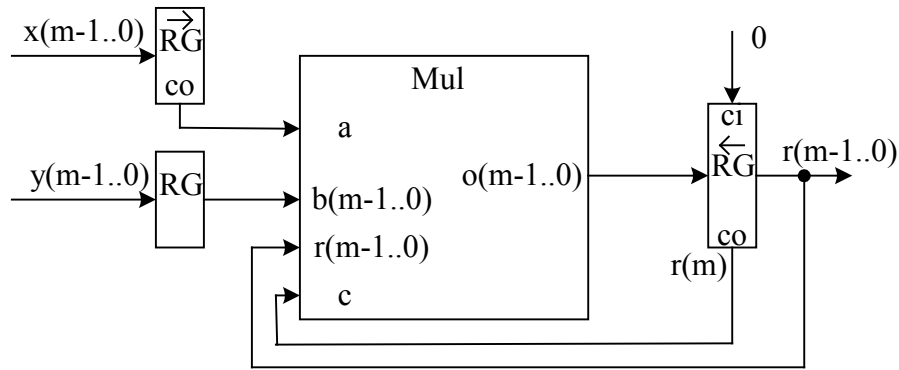 x(m-1..0)
RG
co
0
Mul
ci
a
RG
r(m-1..0)
y(m-1..0)
RG
o(m-1..0)
b(m-1..0)
r(m-1..0)
co
r(m)
c